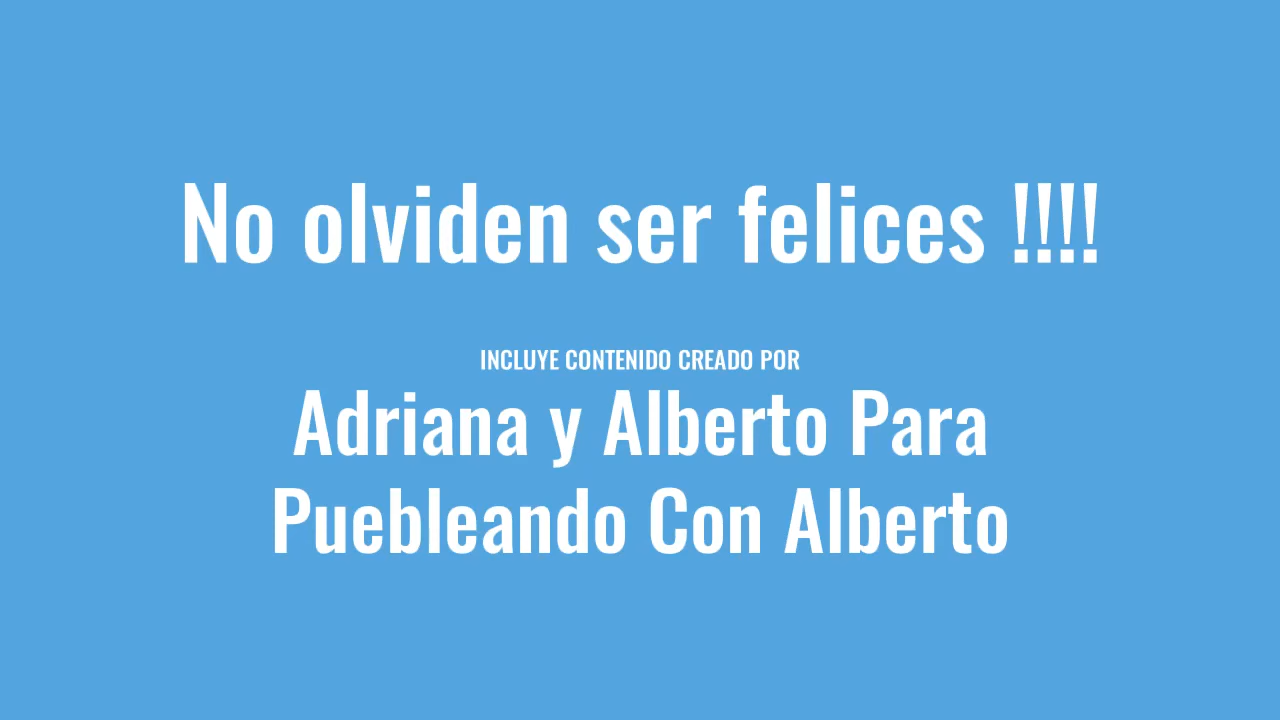 No olviden ser felices !!!!
INCLUYE CONTENIDO CREADO POR
Adriana y Alberto Para
Puebleando Con Alberto